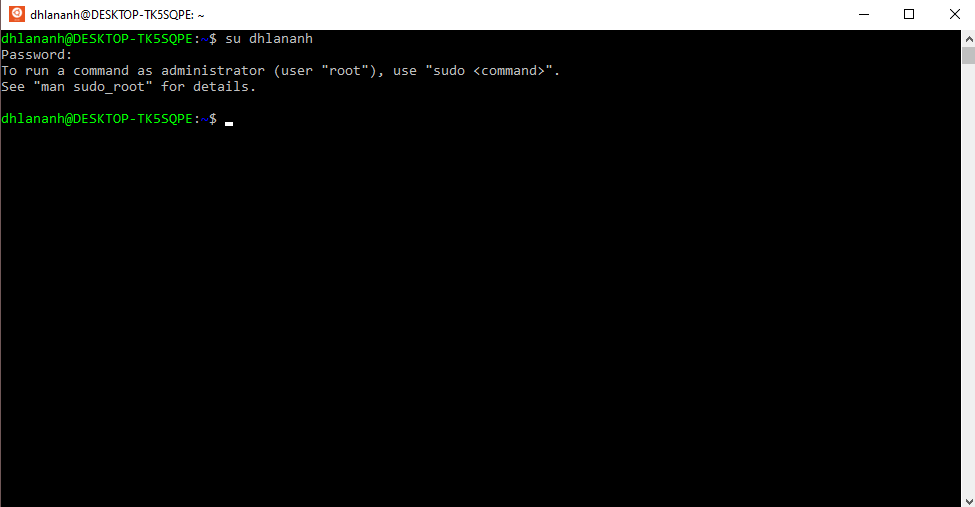 dhlananh@DESKTOP-TK5SQPE: ~
dhlananh@DESKTOP-TK5SQPE:~$ su dhlananh
Password:
To run a command as administrator (user "root"), use "sudo <command>".
See "man sudo_root" for details.
dhlananh@DESKTOP-TK5SQPE:~$